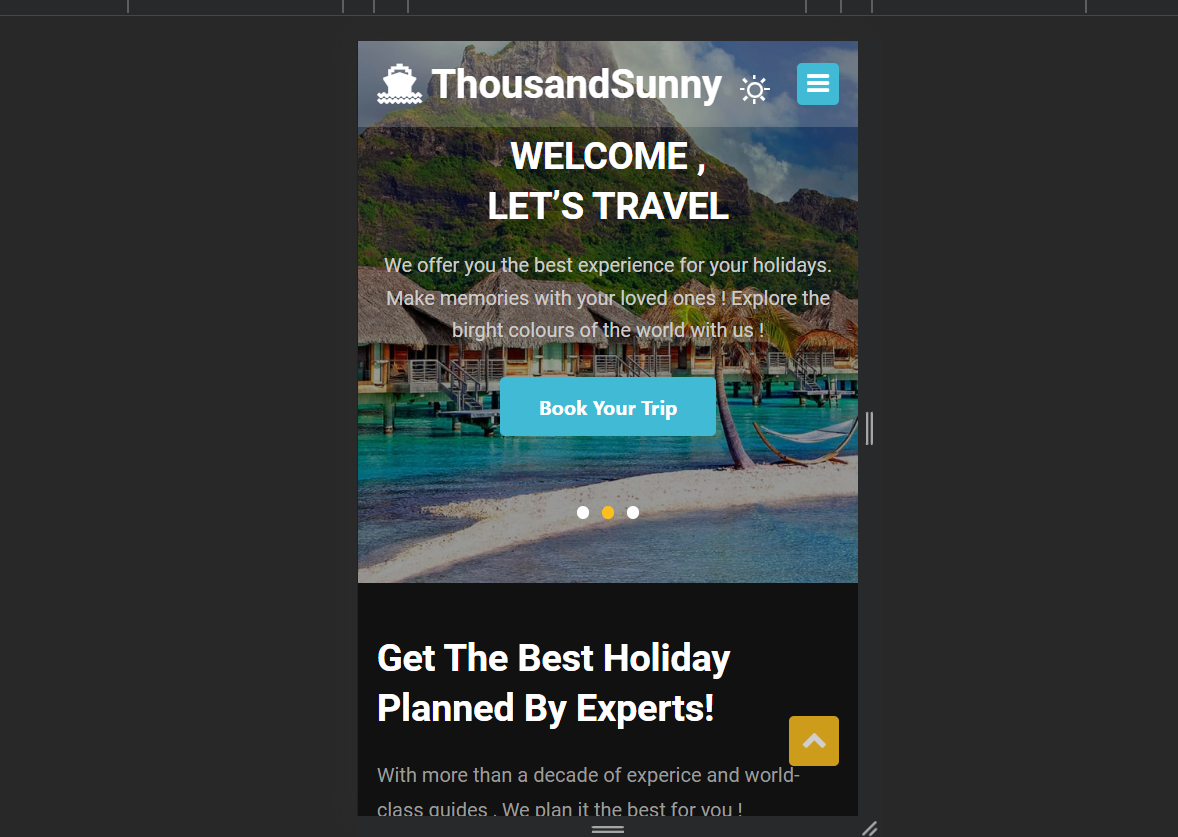 ThousandSunny
WELCOME ,
LET’S TRAVEL
We offer you the best experience for your holidays.
Make memories with your loved ones ! Explore the
birght colours of the world with us !
Book Your Trip
Get The Best Holiday
Planned By Experts!
With more than a decade of experice and world-
class guides . We plan it the best for you !